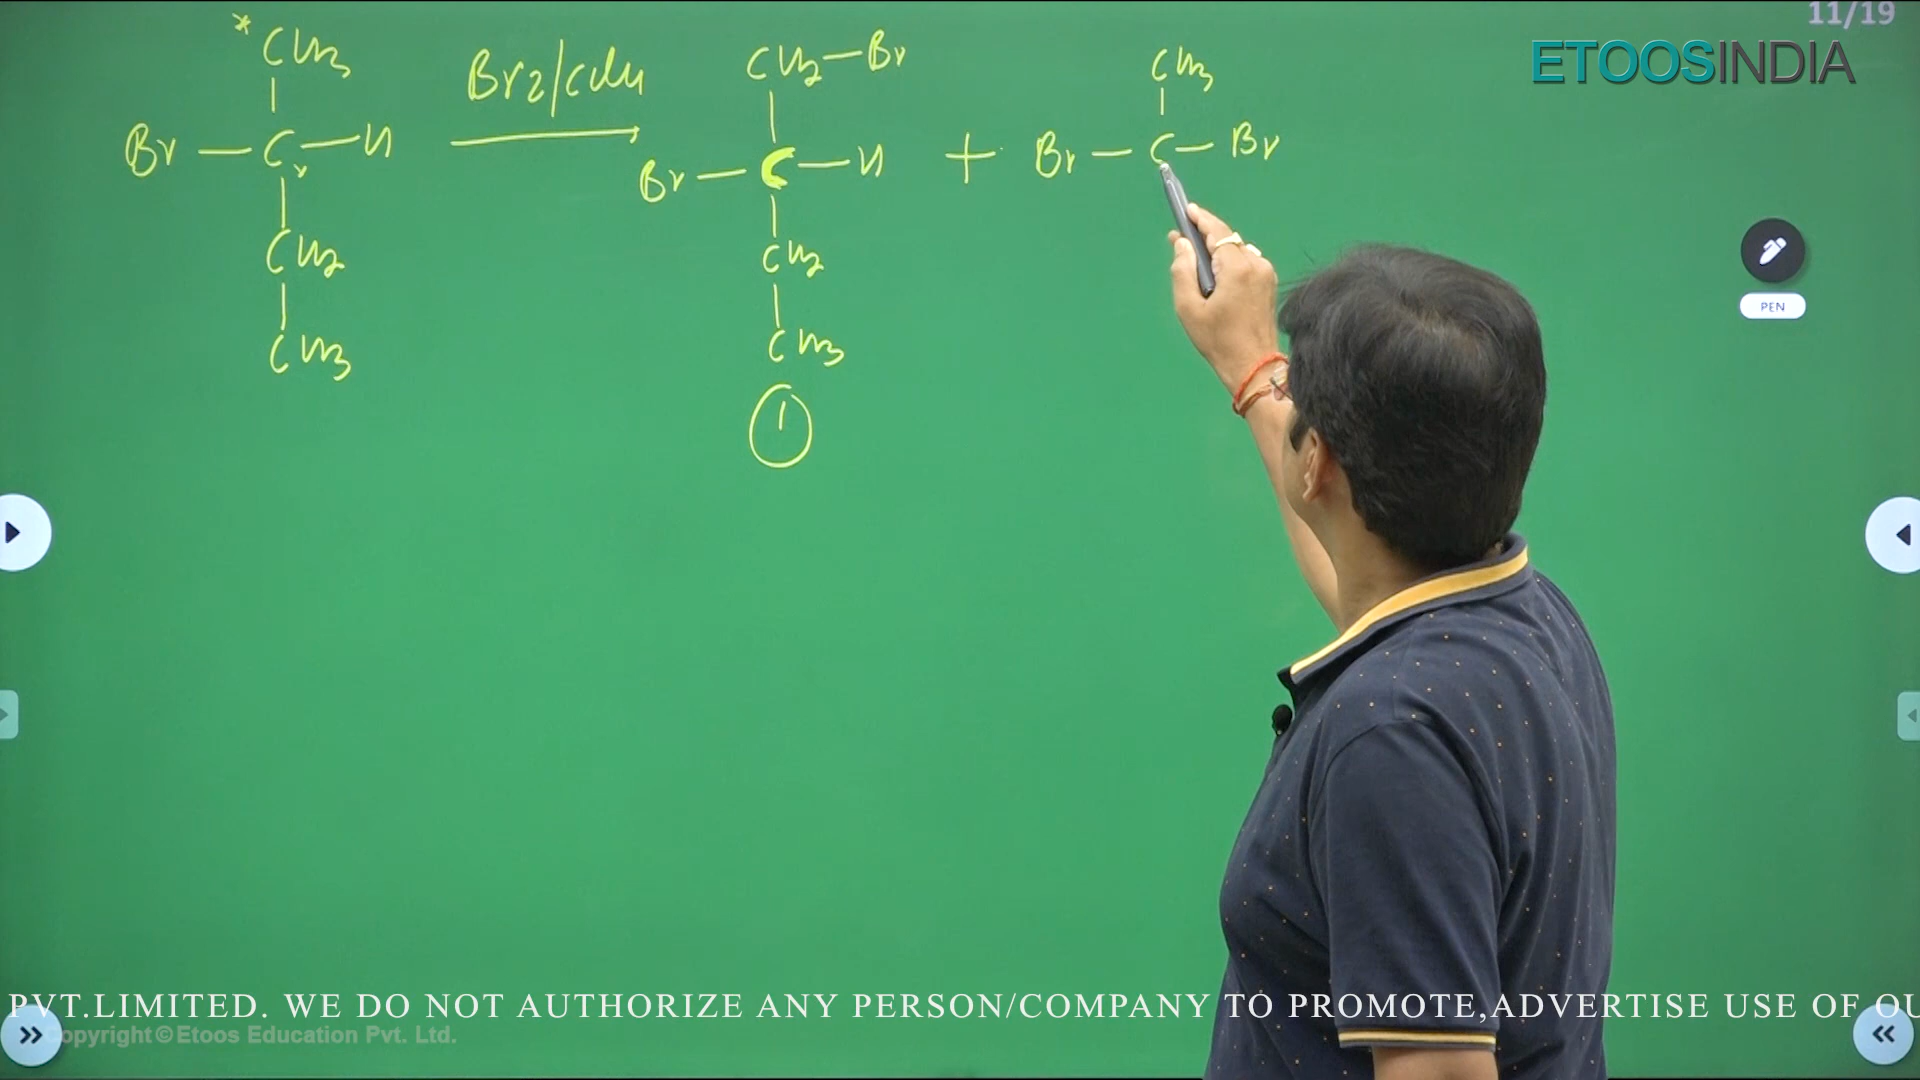 11/19
ETOOSINDIA
* CH3
Br — C — H
CH2
CH3
Br2/CCl4
CH2—Br
Br — C — H
CH2
CH3
1
+
CH3
Br — C — Br
PEN
PVT.LIMITED. WE DO NOT AUTHORIZE ANY PERSON/COMPANY TO PROMOTE,ADVERTISE USE OF OU
opyright © Etoos Education Pvt. Ltd.